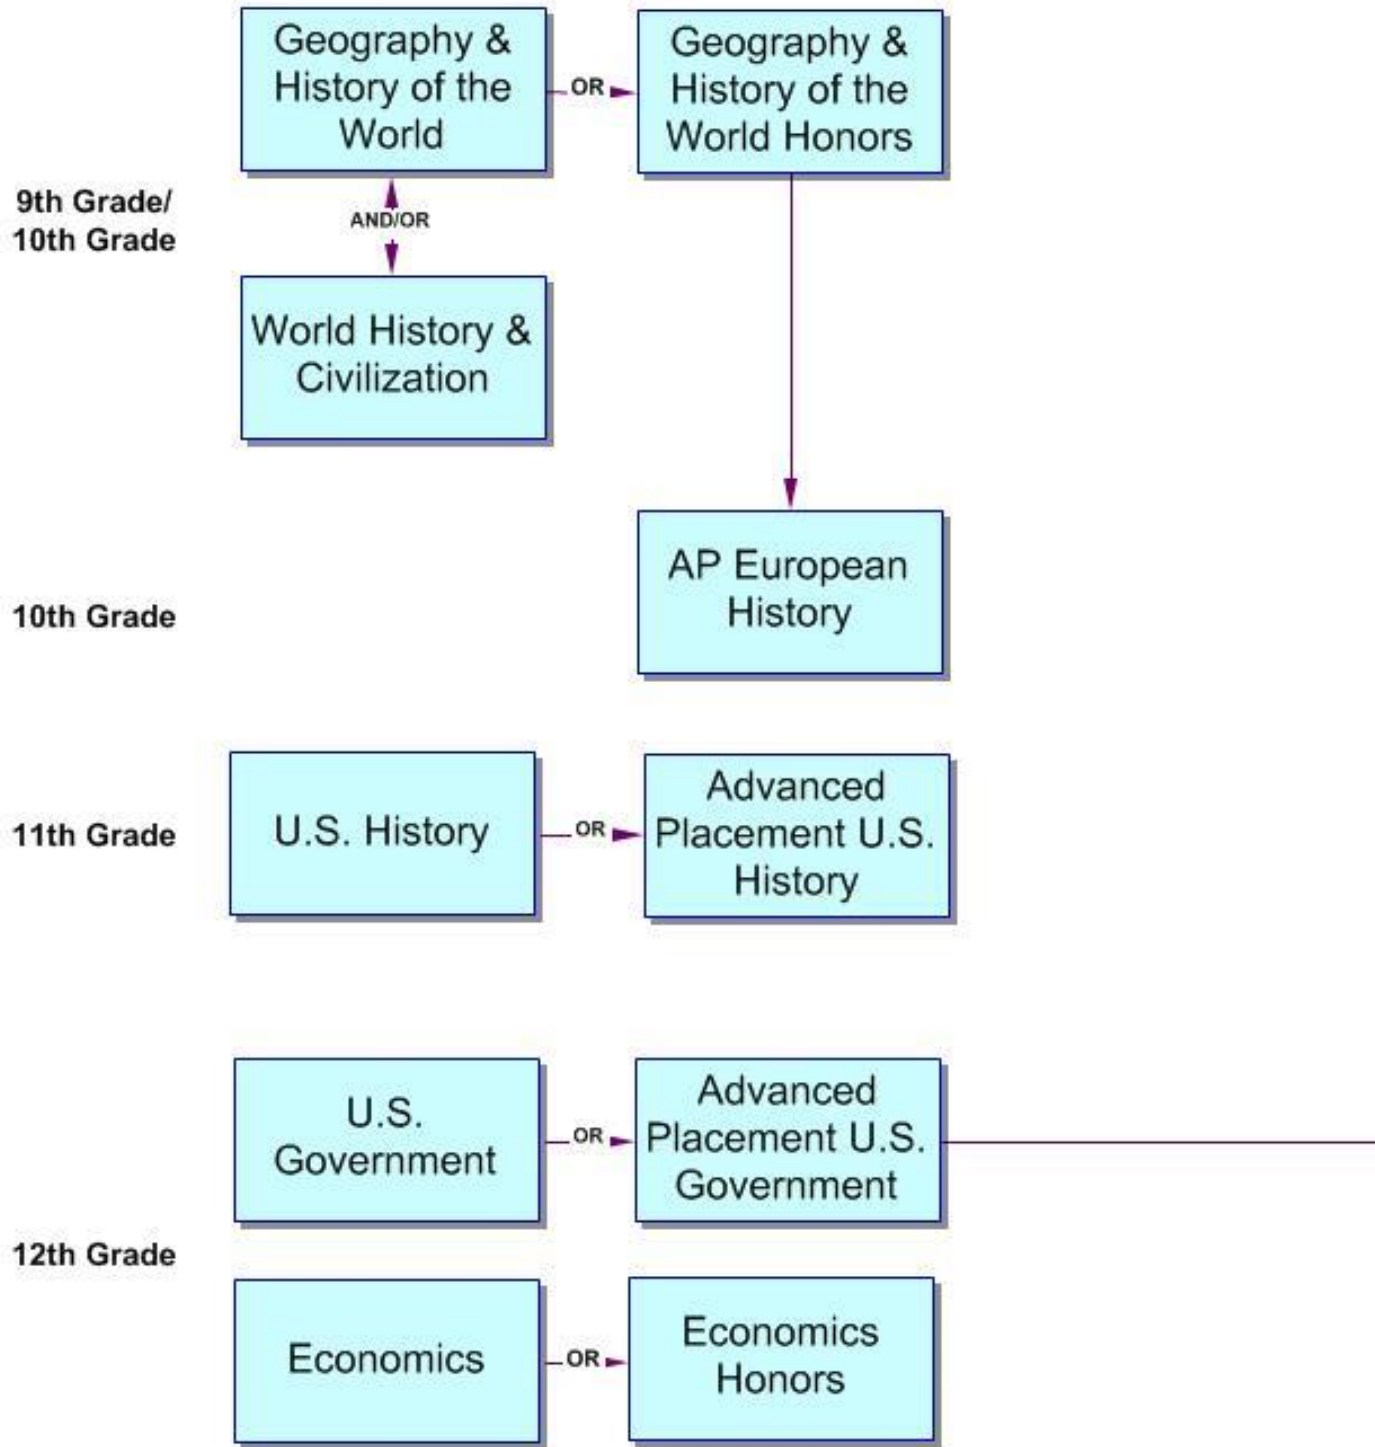 Geography &
History of the
World
OR
Geography &
History of the
World Honors
9th Grade/
10th Grade
AND/OR
World History &
Civilization
10th Grade
AP European
History
11th Grade
U.S. History
OR
Advanced
Placement U.S.
History
U.S.
Government
OR
Advanced
Placement U.S.
Government
12th Grade
Economics
OR
Economics
Honors